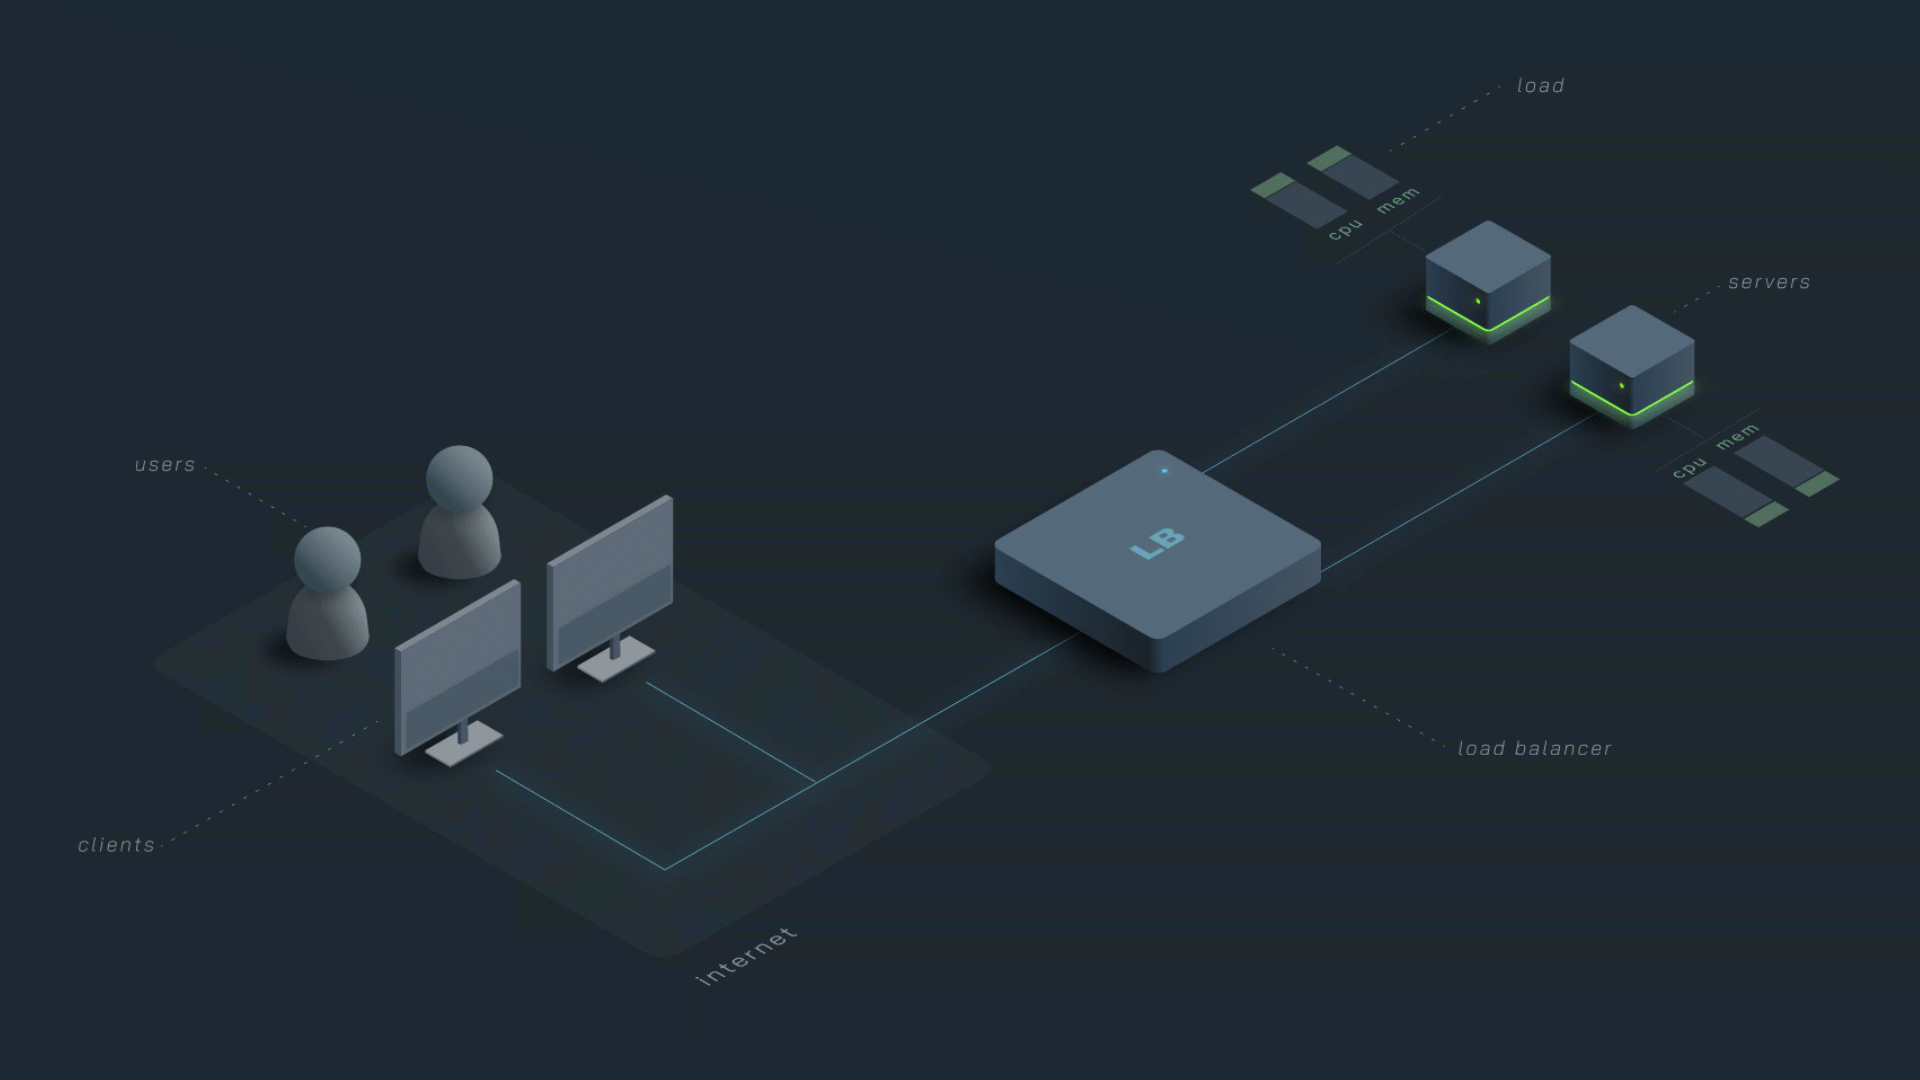 load
mem
cpu
servers
mem
cpu
users
LB
load balancer
clients
internet